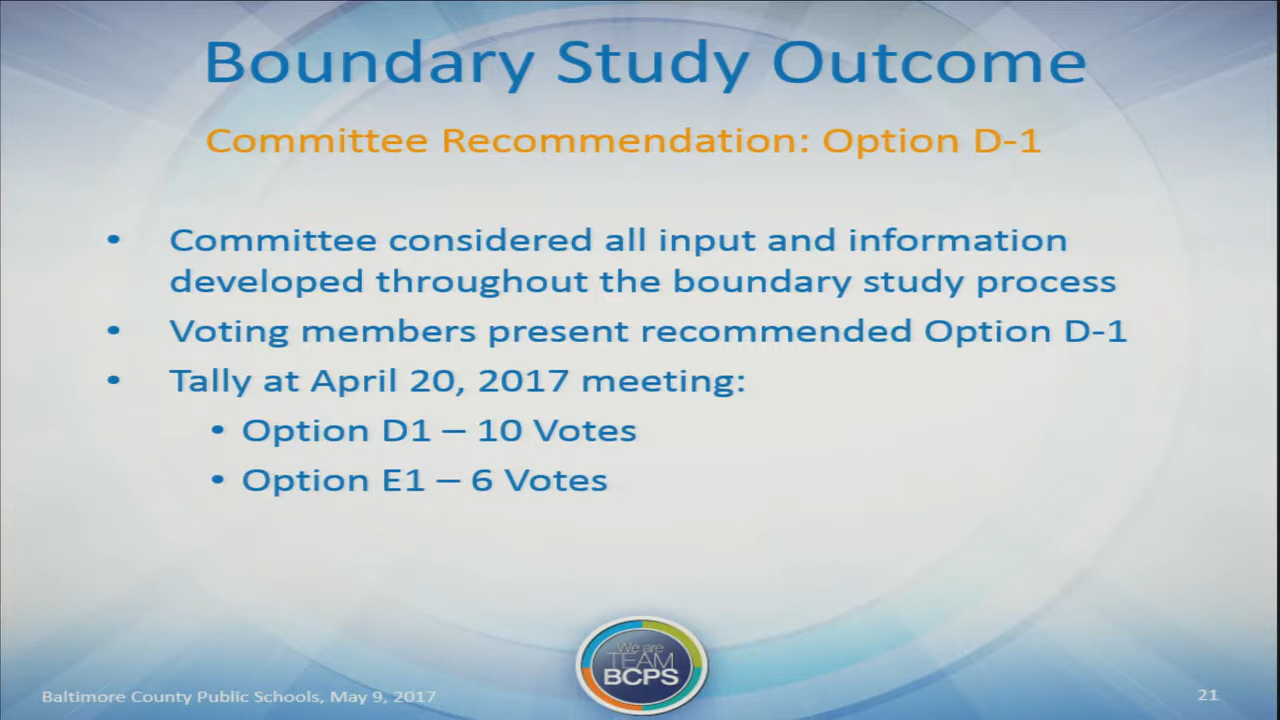 Boundary Study Outcome
Committee Recommendation: Option D-1
• Committee considered all input and information
developed throughout the boundary study process
• Voting members present recommended Option D-1
• Tally at April 20, 2017 meeting:
• Option D1 – 10 Votes
• Option E1 – 6 Votes
We are
TEAM
BCPS
Baltimore County Public Schools, May 9, 2017
21